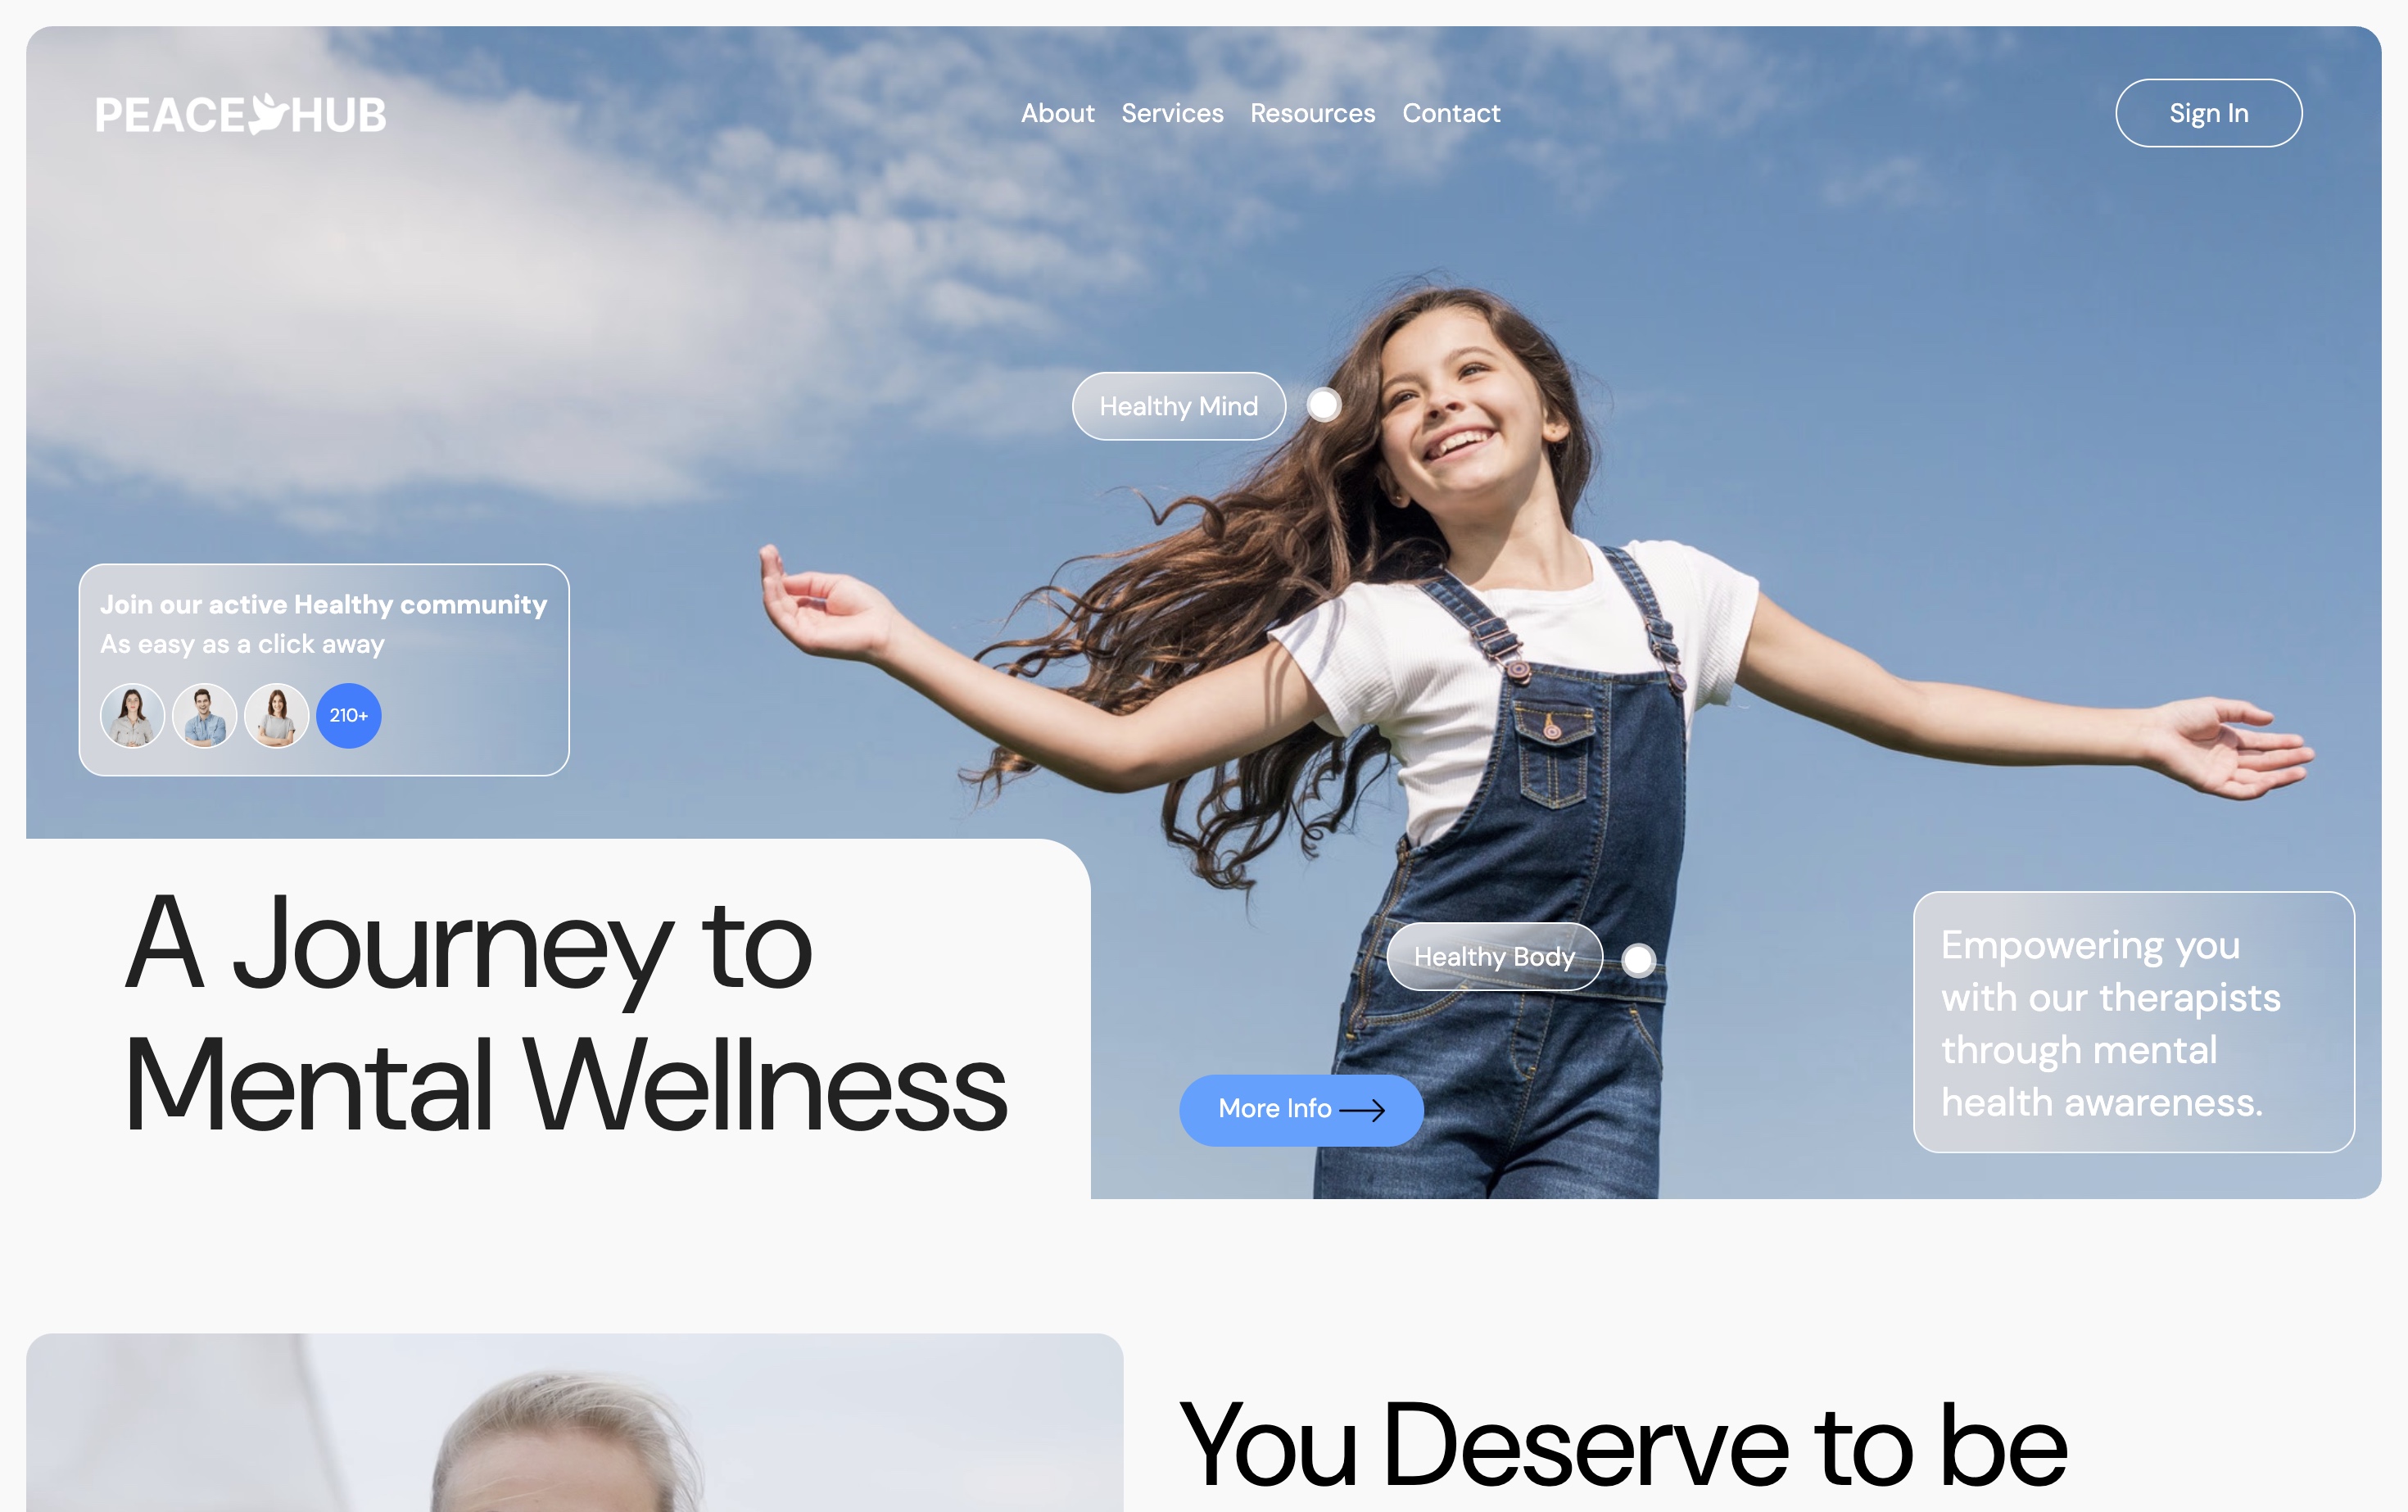 PEACE HUB
About Services Resources Contact
Sign In
Healthy Mind
Join our active Healthy community
As easy as a click away
210+
A Journey to
Mental Wellness
Healthy Body
More Info
Empowering you
with our therapists
through mental
health awareness.
You Deserve to be